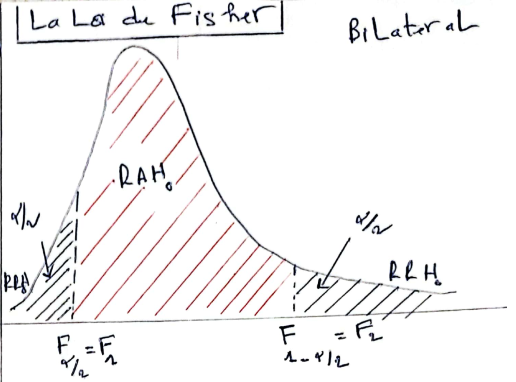 La Loi de Fisher
Bilateral
RAH₀
α/2
α/2
RRH₀
RRH₀
F α/2 = F₁
F 1-α/2 = F₂